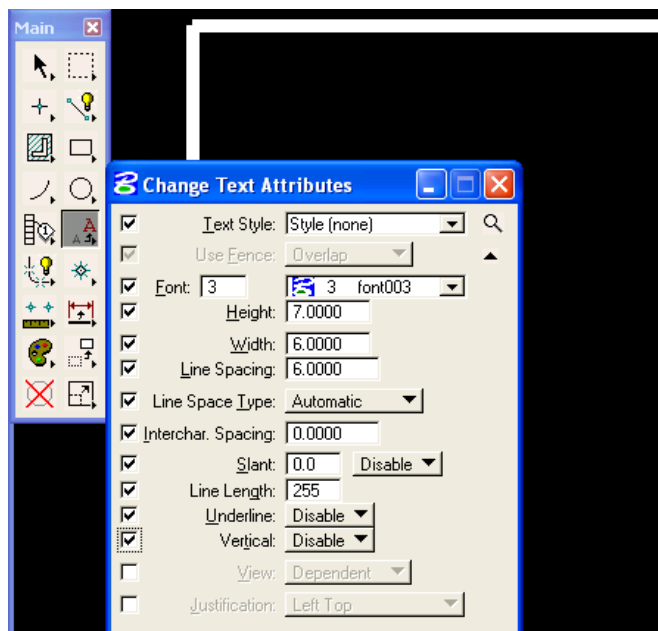 Main
Change Text Attributes
Text Style: Style (none)
Use Fence: Overlap
Font: 3 3 font003
Height: 7.0000
Width: 6.0000
Line Spacing: 6.0000
Line Space Type: Automatic
Interchar. Spacing: 0.0000
Slant: 0.0 Disable
Line Length: 255
Underline: Disable
Vertical: Disable
View: Dependent
Justification: Left Top